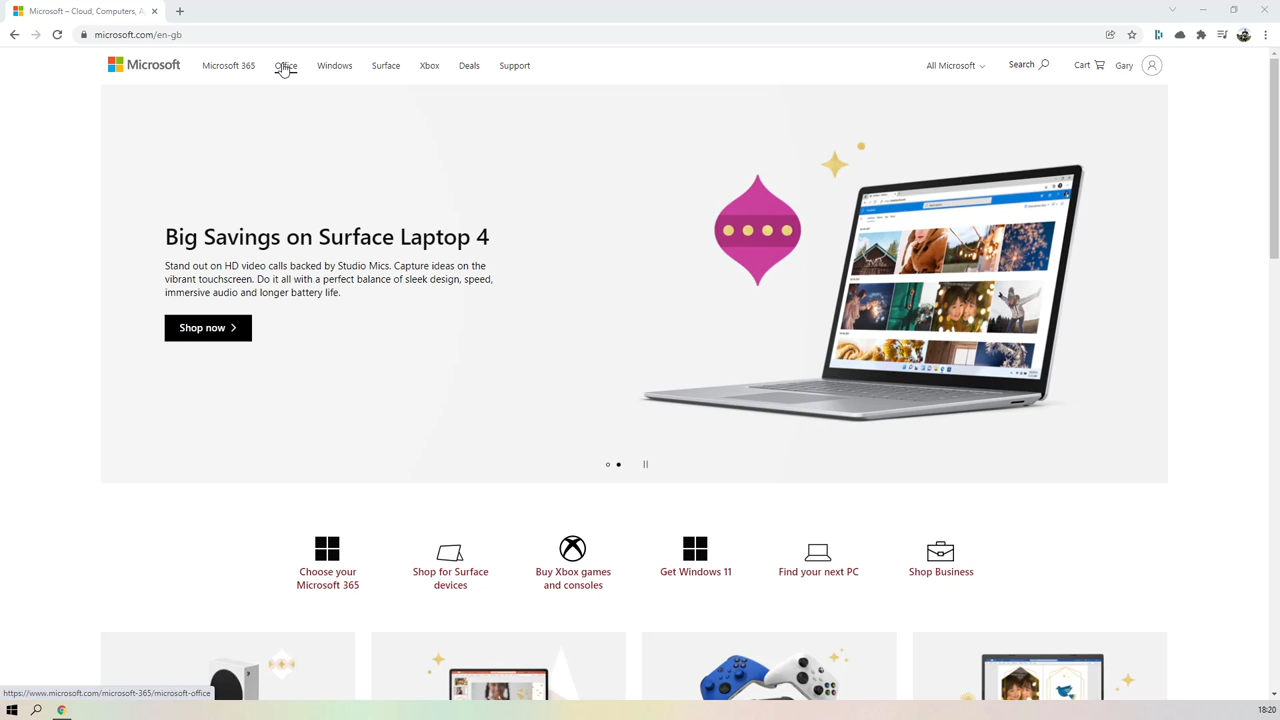 Microsoft – Cloud, Computers, A
microsoft.com/en-gb
Microsoft
Microsoft 365
Office
Windows
Surface
Xbox
Deals
Support
All Microsoft
Search
Cart
Gary
Big Savings on Surface Laptop 4
Stand out on HD video calls backed by Studio Mics. Capture ideas on the
vibrant touchscreen. Do it all with a perfect balance of sleek design, speed,
immersive audio and longer battery life.
Shop now
Choose your
Microsoft 365
Shop for Surface
devices
Buy Xbox games
and consoles
Get Windows 11
Find your next PC
Shop Business
https://www.microsoft.com/microsoft-365/microsoft-office
18:20